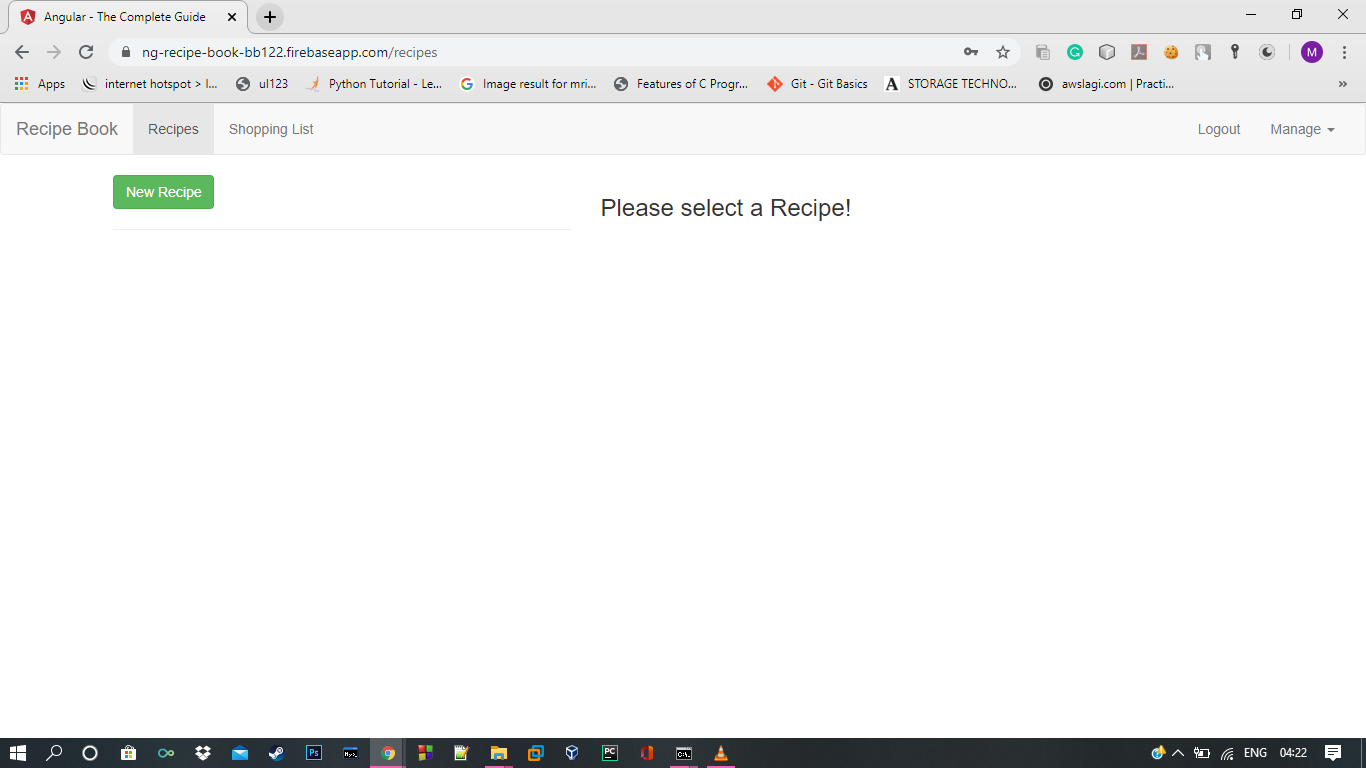 Angular - The Complete Guide
ng-recipe-book-bb122.firebaseapp.com/recipes
M
Apps internet hotspot > l... ul123 Python Tutorial - Le... Image result for mri... Features of C Progr... Git - Git Basics STORAGE TECHNO... awslagi.com | Practi... »
Recipe Book Recipes Shopping List Logout Manage
New Recipe
Please select a Recipe!
Ps PC ENG 04:22